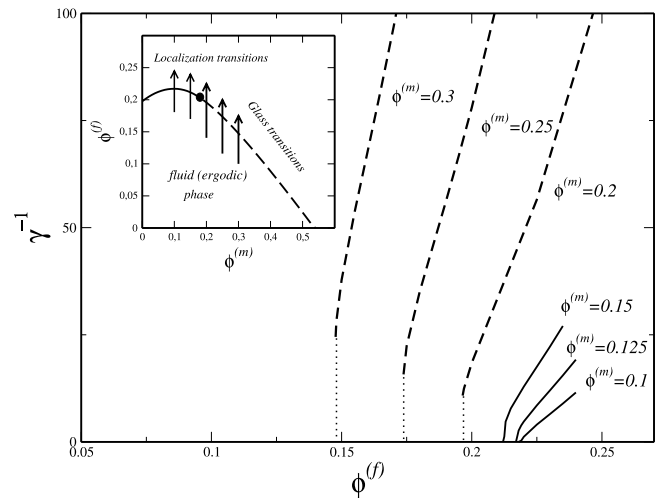 100
50
0
0.05
0.1
0.15
0.2
0.25
γ⁻¹
ϕ⁽ᶠ⁾
ϕ⁽ᵐ⁾=0.3
ϕ⁽ᵐ⁾=0.25
ϕ⁽ᵐ⁾=0.2
ϕ⁽ᵐ⁾=0.15
ϕ⁽ᵐ⁾=0.125
ϕ⁽ᵐ⁾=0.1
Localization transitions
Glass transitions
fluid (ergodic)
phase
0,25
0,2
0,15
0,1
0,05
0
0 0.1 0.2 0.3 0.4 0.5
ϕ⁽ᶠ⁾
ϕ⁽ᵐ⁾